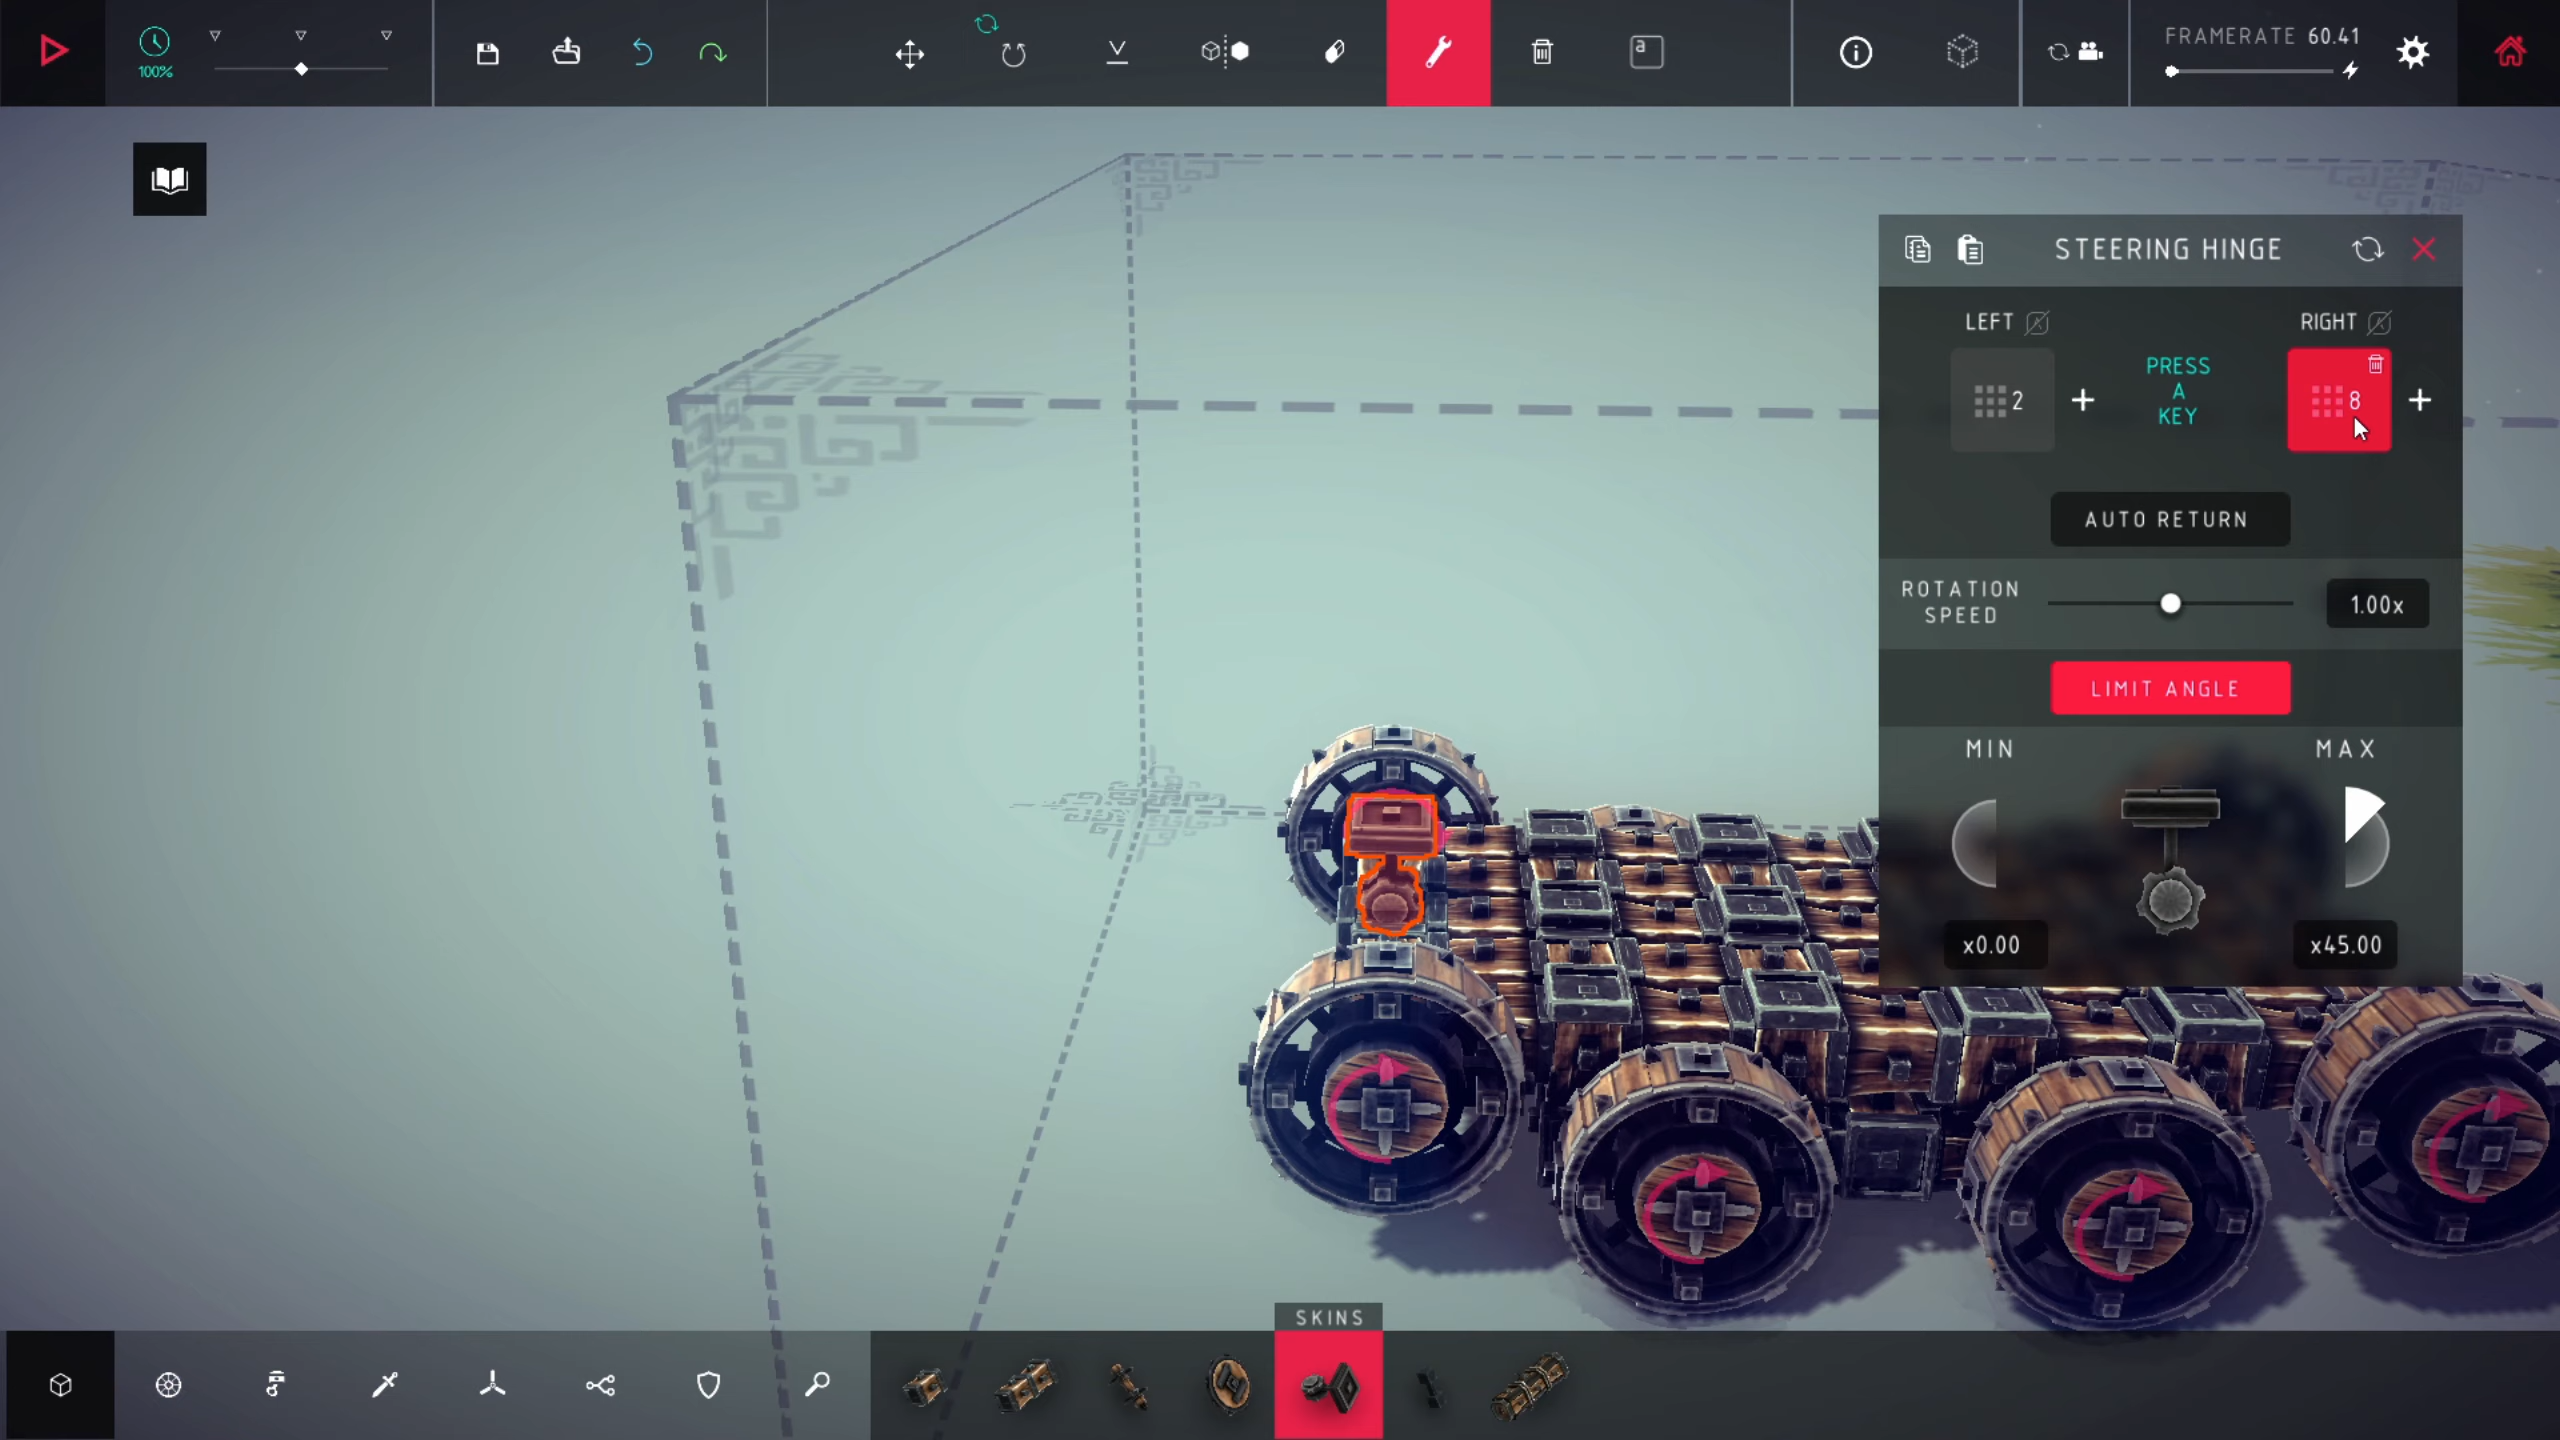 100%
a
FRAMERATE 60.41
STEERING HINGE
LEFT
RIGHT
2
PRESS
A
KEY
8
AUTO RETURN
ROTATION
SPEED
1.00x
LIMIT ANGLE
MIN
MAX
x0.00
x45.00
SKINS